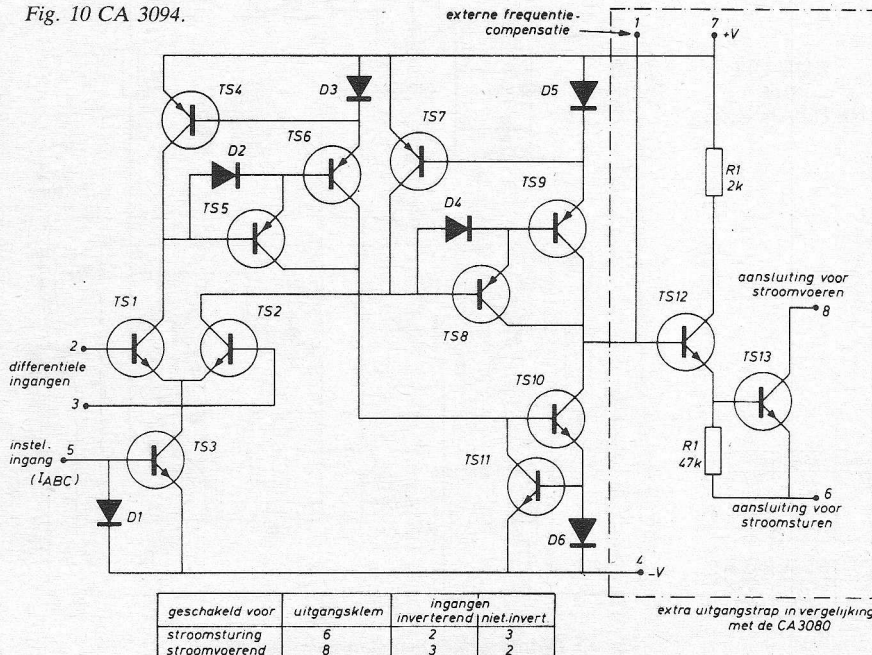 Fig. 10 CA 3094.
externe frequentie-
compensatie
1
7
+V
TS4
D3
TS6
TS7
D5
D2
TS5
D4
TS9
TS8
R1
2k
TS1
TS2
2
differentiele
ingangen
3
TS12
aansluiting voor
stroomvoeren
8
TS13
TS10
instel.
ingang
(IABC)
5
TS3
D1
TS11
D6
R1
47k
6
aansluiting voor
stroomsturen
4
-V
geschakeld voor
uitgangsklem
ingangen
inverterend
niet.invert
stroomsturing 6 2 3
stroomvoerend 8 3 2
extra uitgangstrap in vergelijking
met de CA3080